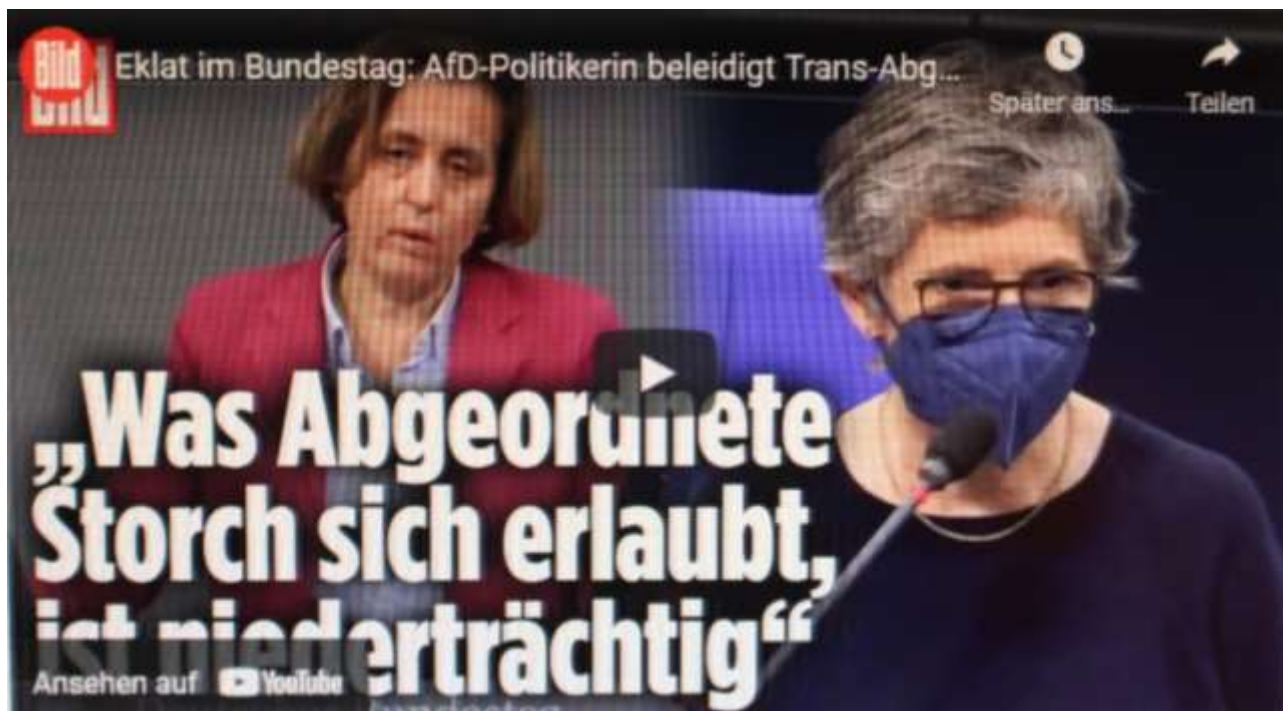 Bild
Eklat im Bundestag: AfD-Politikerin beleidigt Trans-Abg...
Später ans...
Teilen
„Was Abgeordnete
Storch sich erlaubt,
ist niederträchtig“
Ansehen auf YouTube